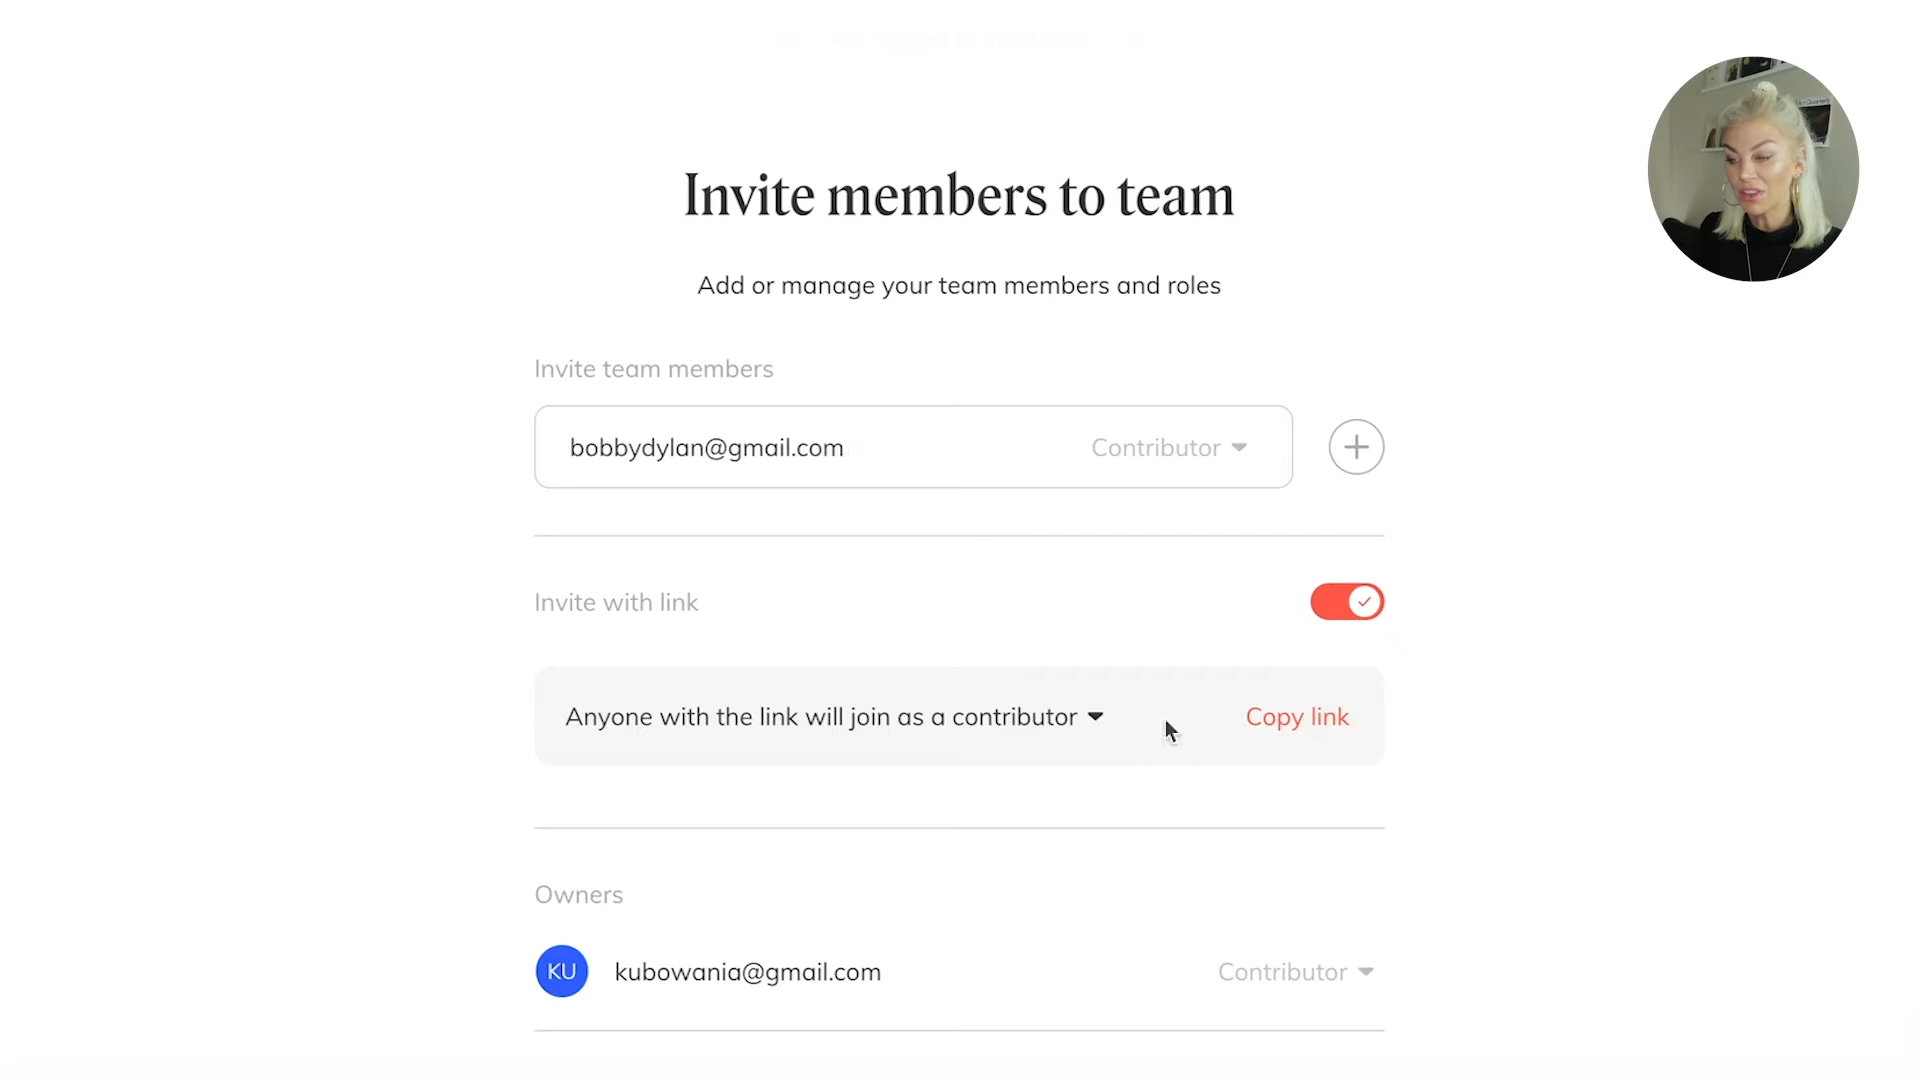 Invite members to team
Add or manage your team members and roles
Invite team members
bobbydylan@gmail.com Contributor
Invite with link
Anyone with the link will join as a contributor Copy link
Owners
KU kubowania@gmail.com Contributor